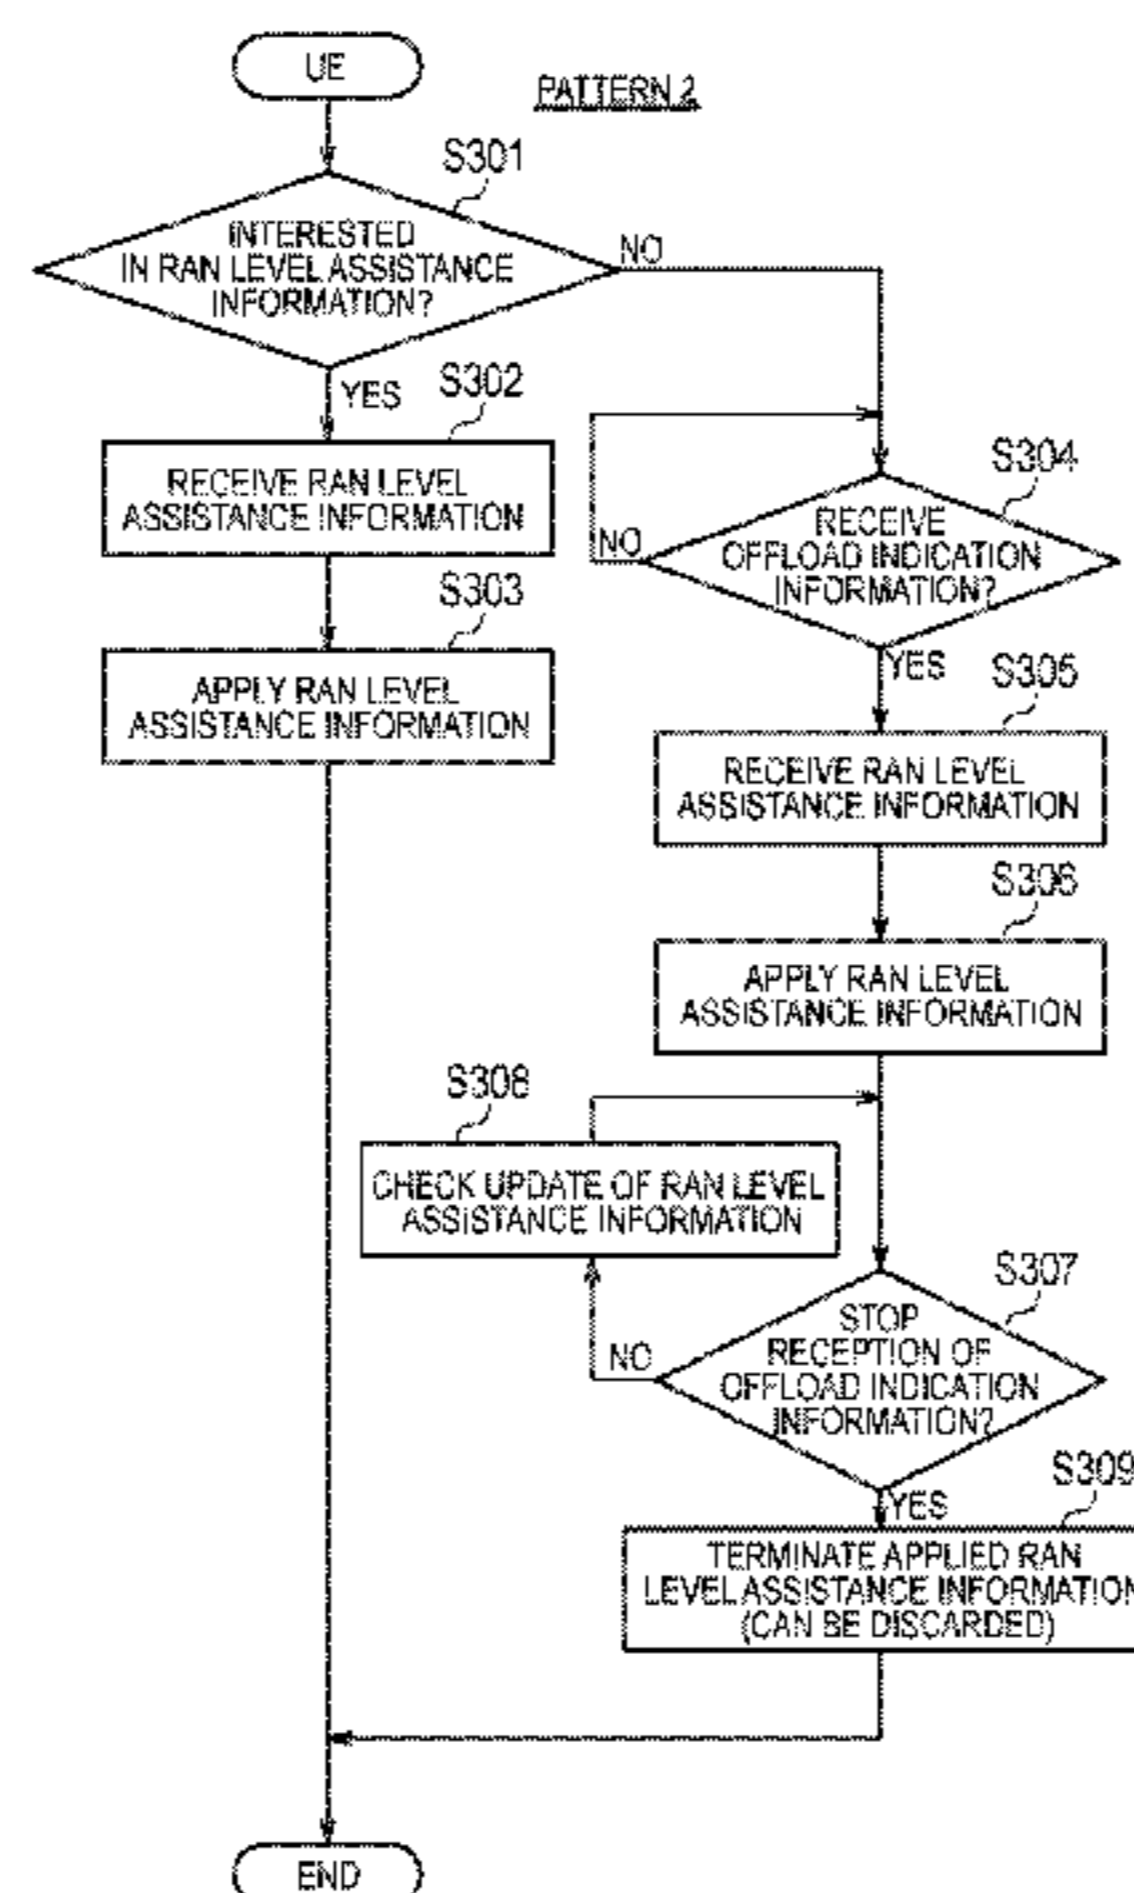 UE
PATTERN 2
S301
INTERESTED
IN RAN LEVEL ASSISTANCE
INFORMATION?
NO
YES
S302
RECEIVE RAN LEVEL
ASSISTANCE INFORMATION
S303
APPLY RAN LEVEL
ASSISTANCE INFORMATION
S304
RECEIVE
OFFLOAD INDICATION
INFORMATION?
NO
YES
S305
RECEIVE RAN LEVEL
ASSISTANCE INFORMATION
S306
APPLY RAN LEVEL
ASSISTANCE INFORMATION
S308
CHECK UPDATE OF RAN LEVEL
ASSISTANCE INFORMATION
S307
STOP
RECEPTION OF
OFFLOAD INDICATION
INFORMATION?
NO
YES
S309
TERMINATE APPLIED RAN
LEVEL ASSISTANCE INFORMATION
(CAN BE DISCARDED)
END